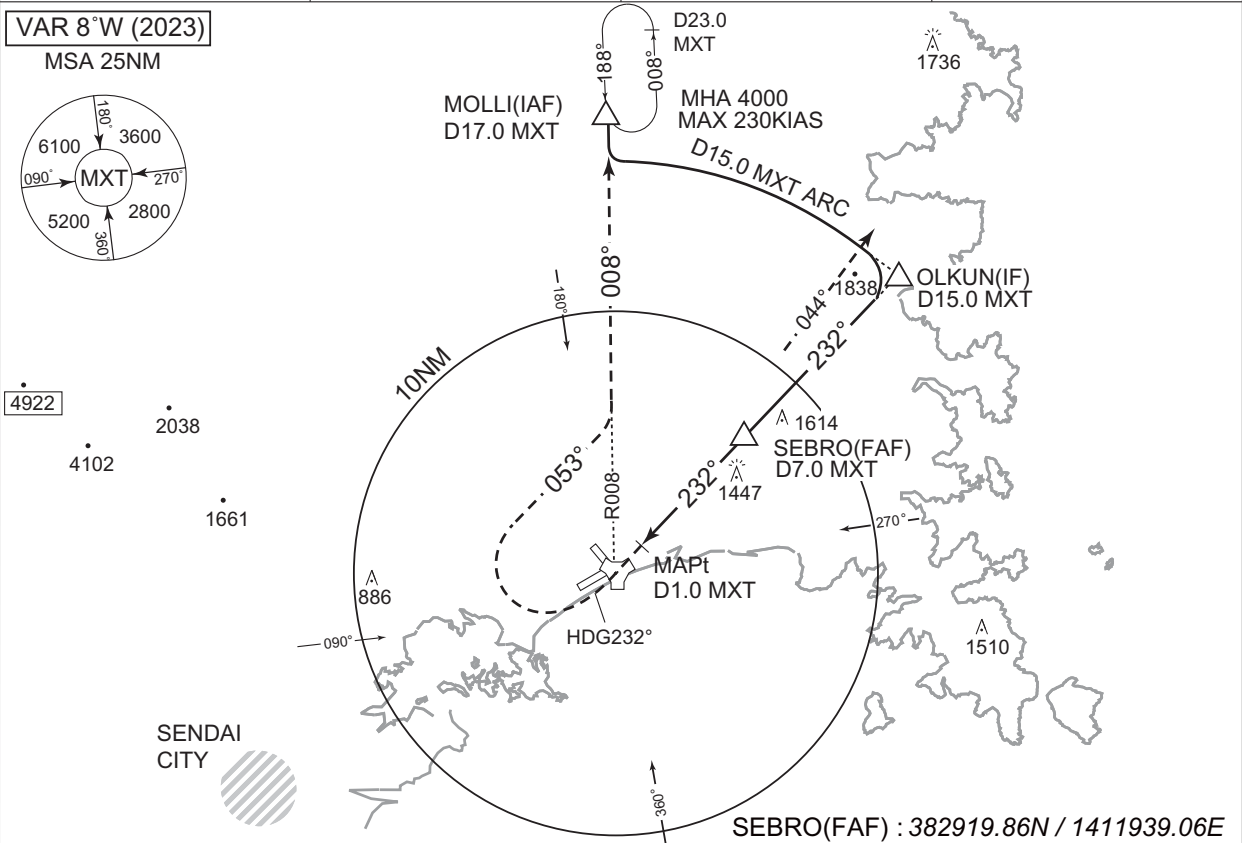 VAR 8°W (2023)
MSA 25NM
180°
6100
3600
090°
MXT
270°
5200
2800
360°
D23.0
MXT
188°
008°
MOLLI(IAF)
D17.0 MXT
MHA 4000
MAX 230KIAS
1736
D15.0 MXT ARC
008°
180°
044°
1838
OLKUN(IF)
D15.0 MXT
232°
10NM
4922
2038
4102
1661
1614
SEBRO(FAF)
D7.0 MXT
053°
R008
232°
1447
270°
MAPt
D1.0 MXT
886
HDG232°
090°
1510
SENDAI
CITY
360°
SEBRO(FAF) : 382919.86N / 1411939.06E